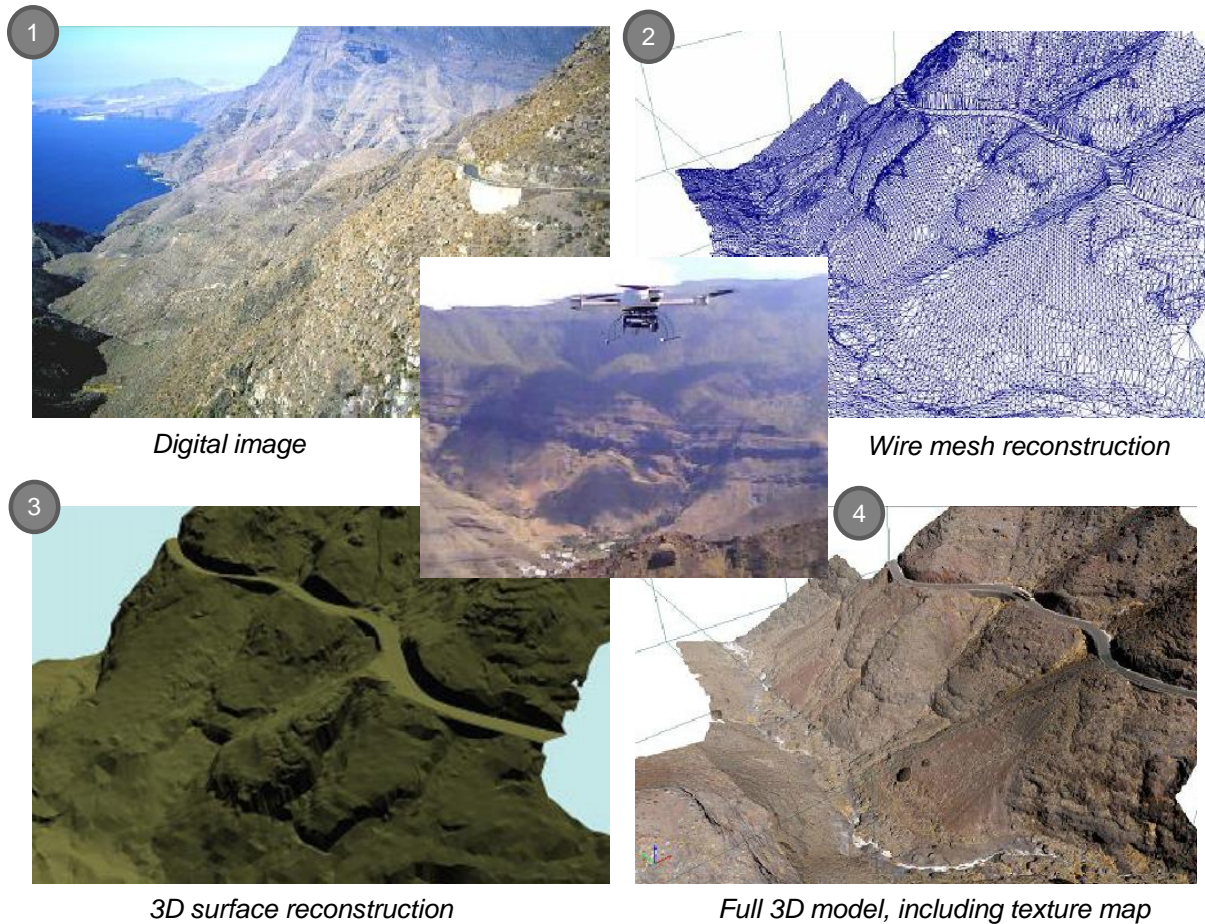 1
2
Digital image
Wire mesh reconstruction
3
4
3D surface reconstruction
Full 3D model, including texture map